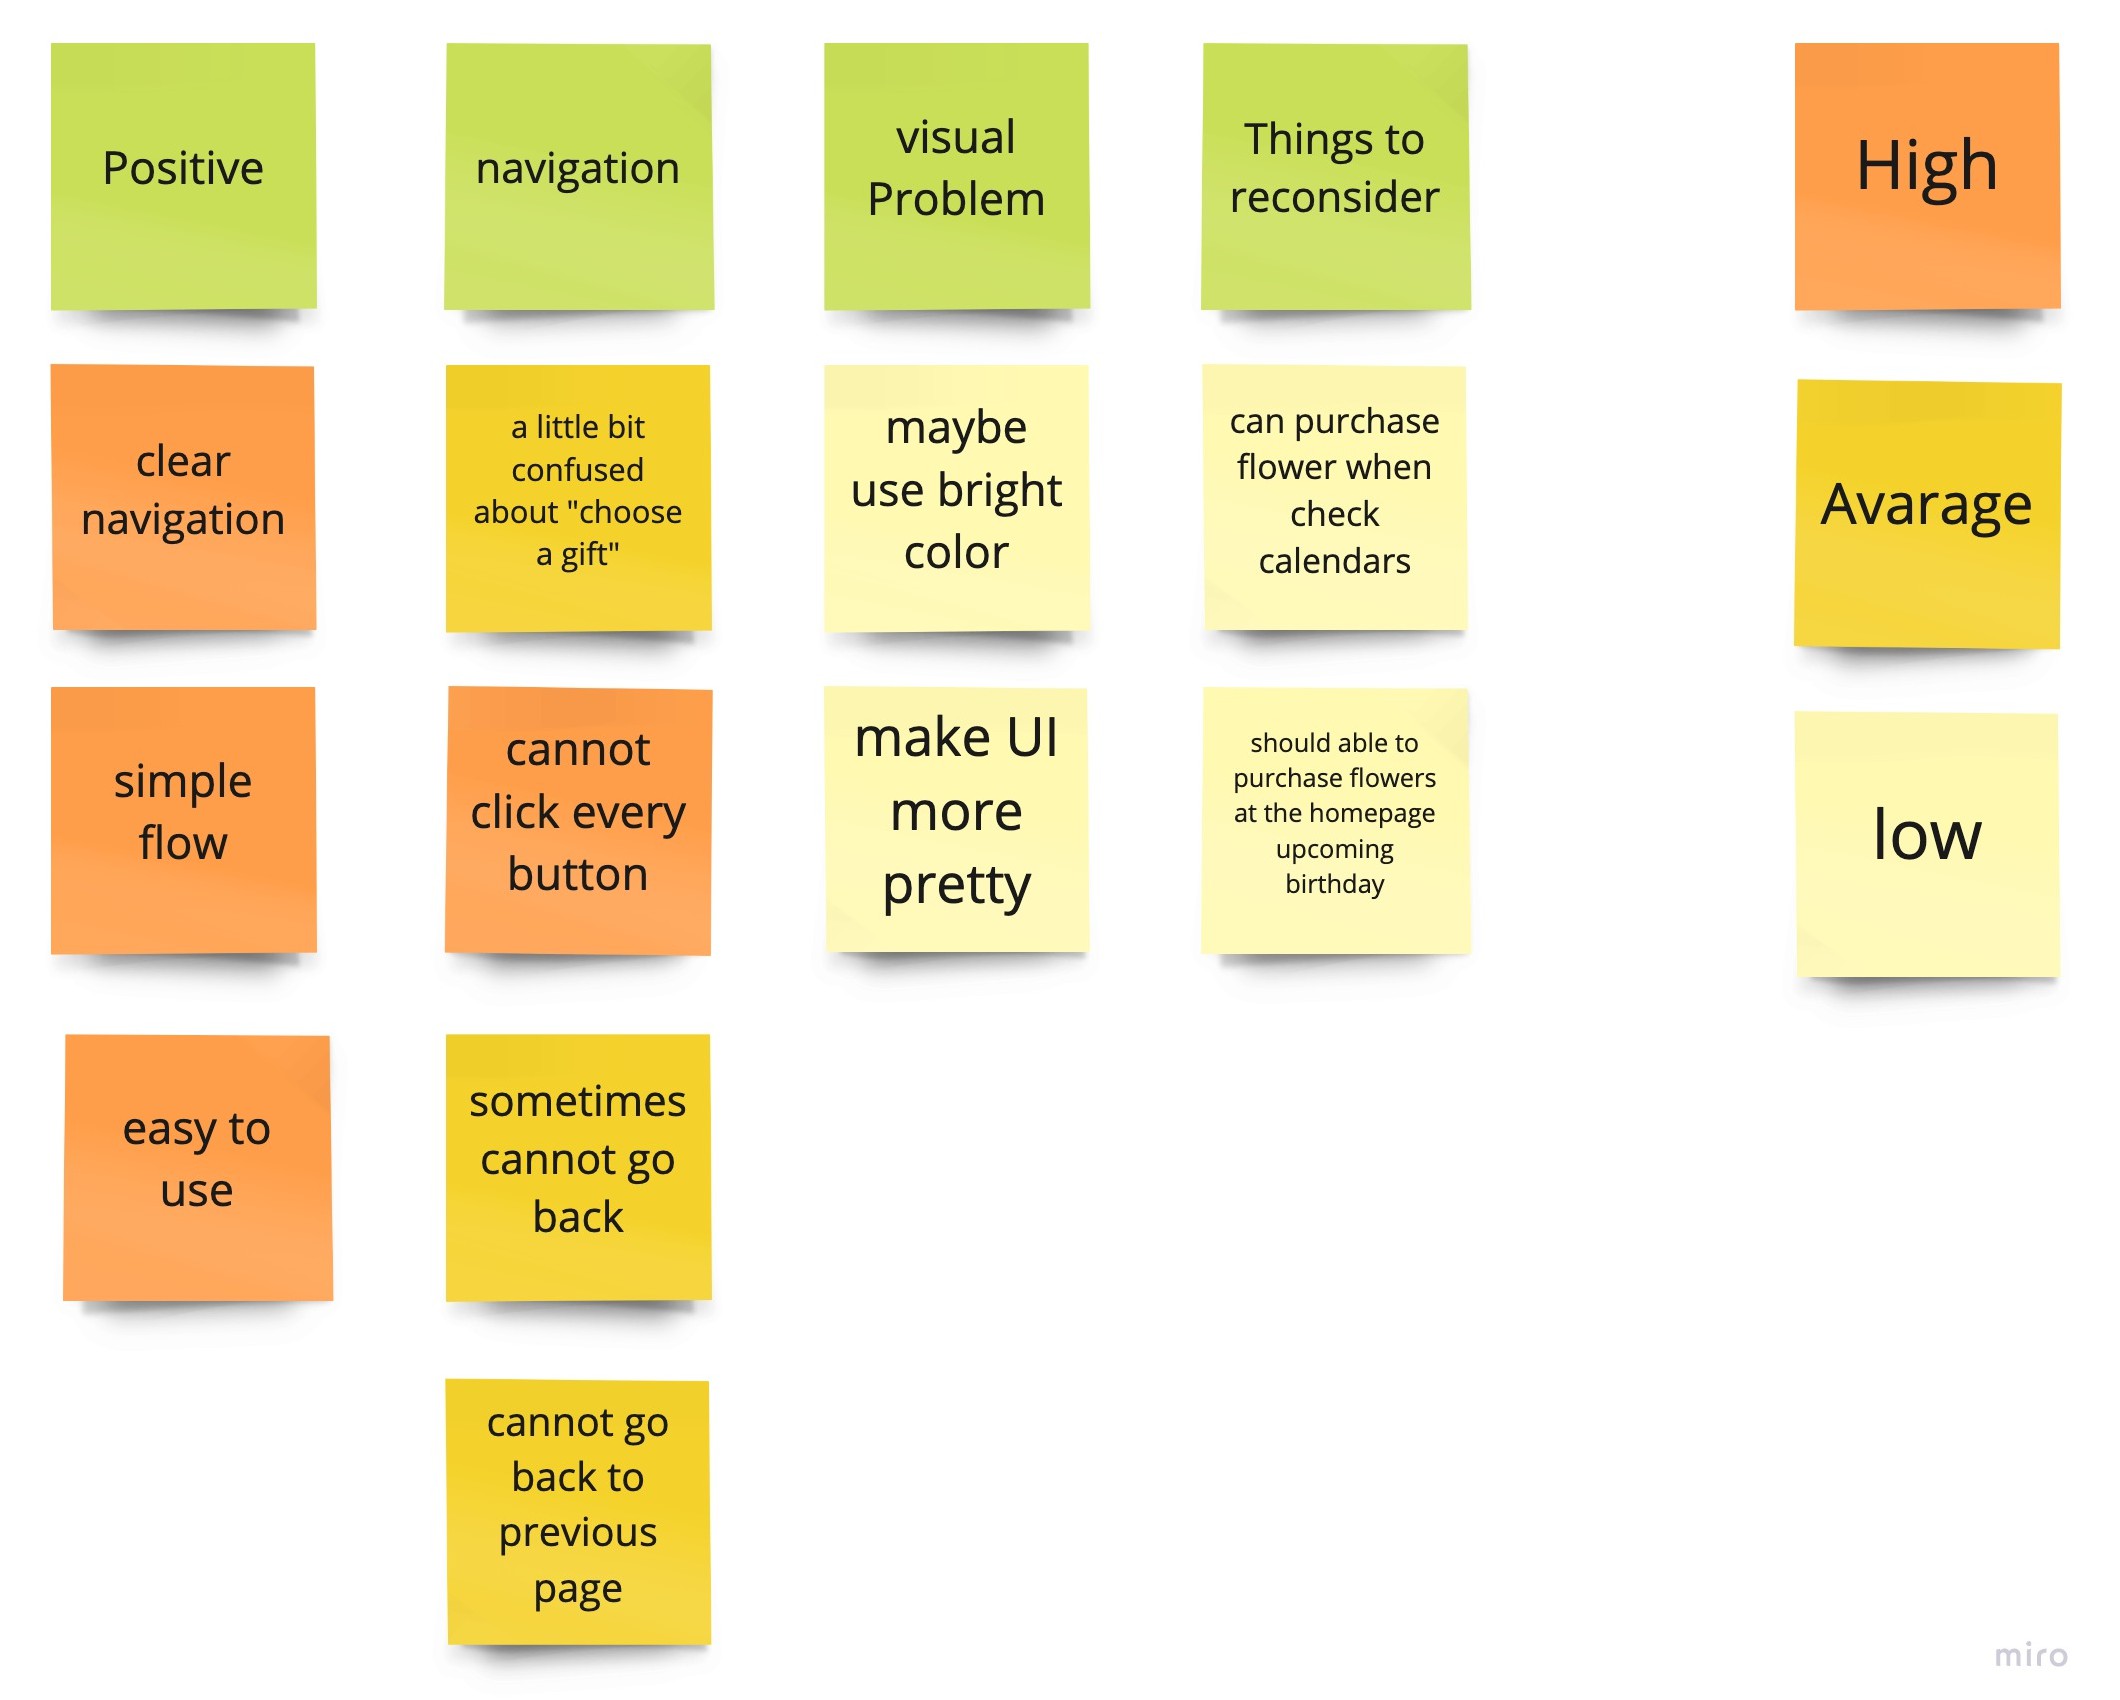 Positive
navigation
visual
Problem
Things to
reconsider
High
clear
navigation
a little bit
confused
about "choose
a gift"
maybe
use bright
color
can purchase
flower when
check
calendars
Avarage
simple
flow
cannot
click every
button
make UI
more
pretty
should able to
purchase flowers
at the homepage
upcoming
birthday
low
easy to
use
sometimes
cannot go
back
cannot go
back to
previous
page
miro